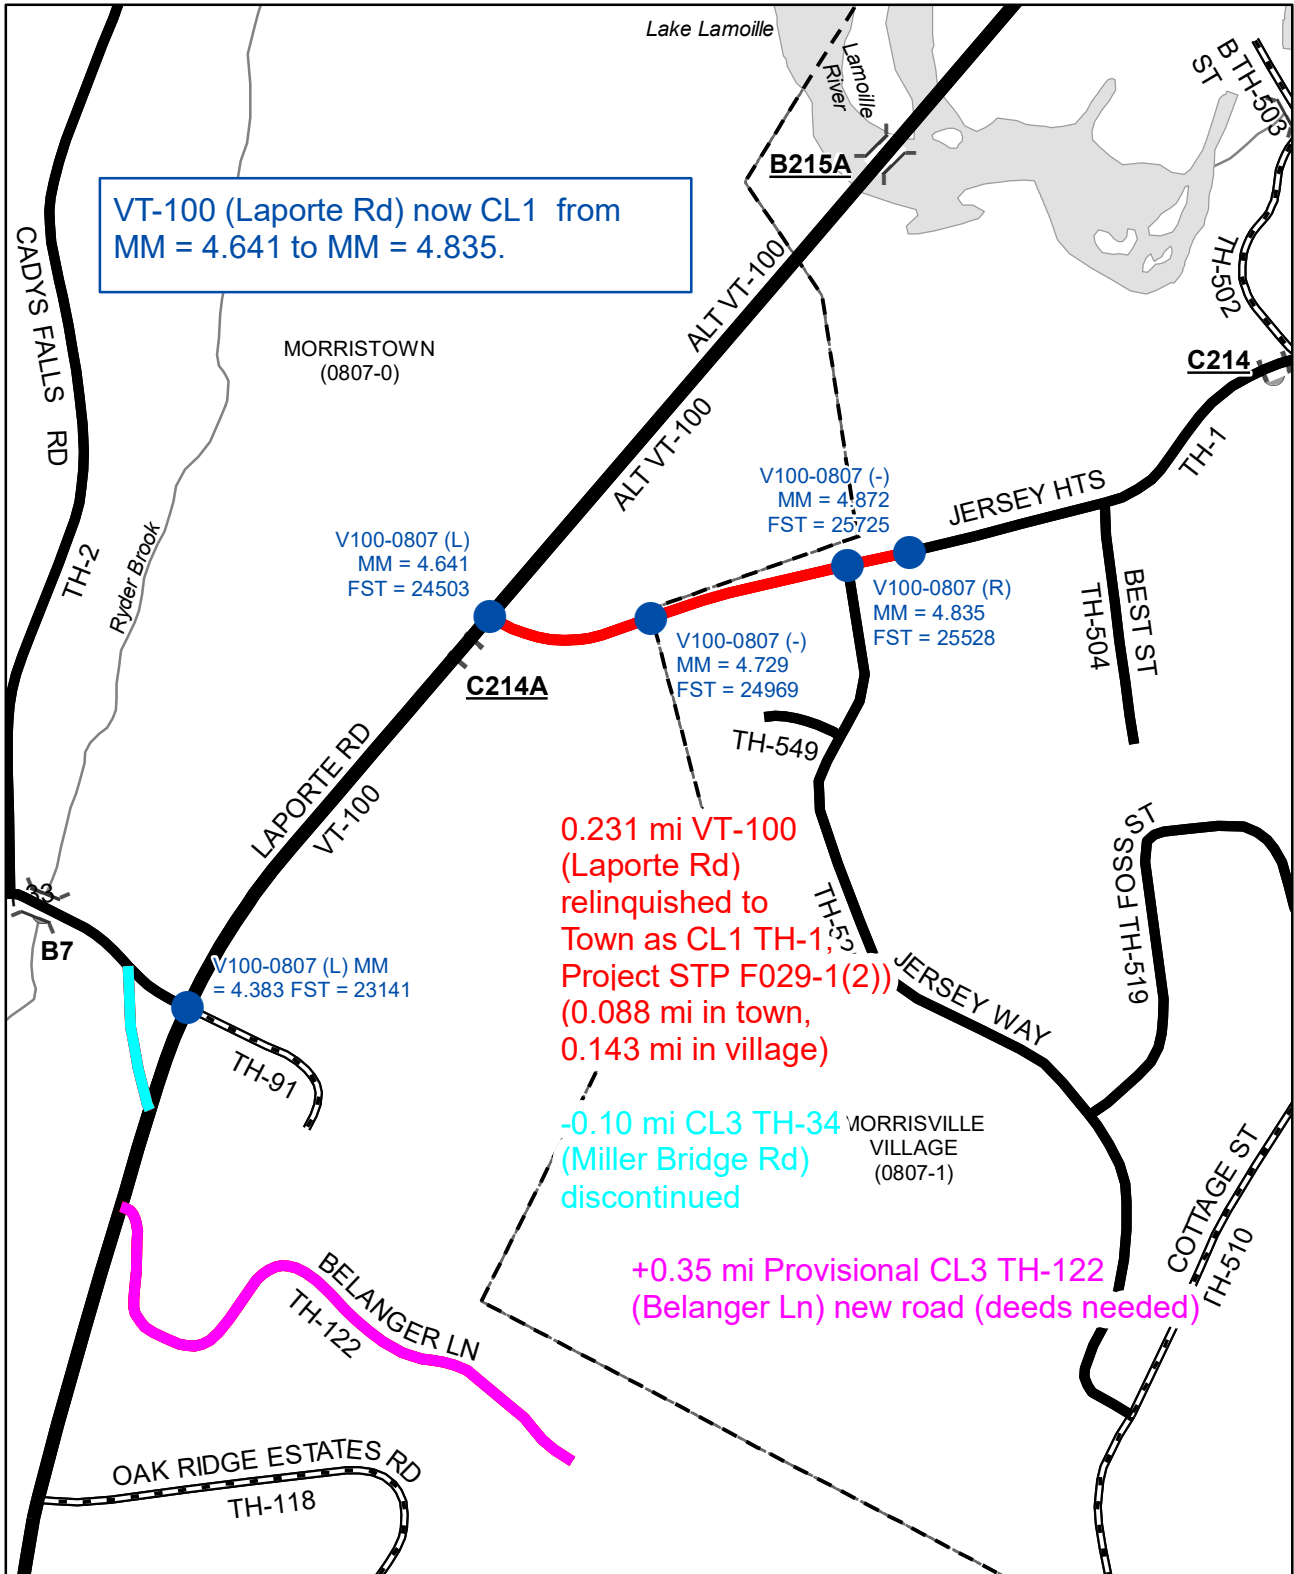 Lake Lamoille
Lamoille
River
B
ST
TH-503
B215A
VT-100 (Laporte Rd) now CL1 from
MM = 4.641 to MM = 4.835.
CADYS FALLS RD
TH-2
Ryder Brook
MORRISTOWN
(0807-0)
ALT VT-100
ALT VT-100
TH-502
C214
TH-1
JERSEY HTS
V100-0807 (-)
MM = 4.872
FST = 25725
V100-0807 (L)
MM = 4.641
FST = 24503
V100-0807 (R)
MM = 4.835
FST = 25528
V100-0807 (-)
MM = 4.729
FST = 24969
BEST ST
TH-504
C214A
TH-549
LAPORTE RD
VT-100
0.231 mi VT-100
(Laporte Rd)
relinquished to
Town as CL1 TH-1,
Project STP F029-1(2))
(0.088 mi in town,
0.143 mi in village)
FOSS ST
TH-519
33
B7
V100-0807 (L) MM
= 4.383 FST = 23141
JERSEY WAY
TH-91
-0.10 mi CL3 TH-34
(Miller Bridge Rd)
discontinued
MORRISVILLE
VILLAGE
(0807-1)
COTTAGE ST
TH-510
+0.35 mi Provisional CL3 TH-122
(Belanger Ln) new road (deeds needed)
BELANGER LN
TH-122
OAK RIDGE ESTATES RD
TH-118